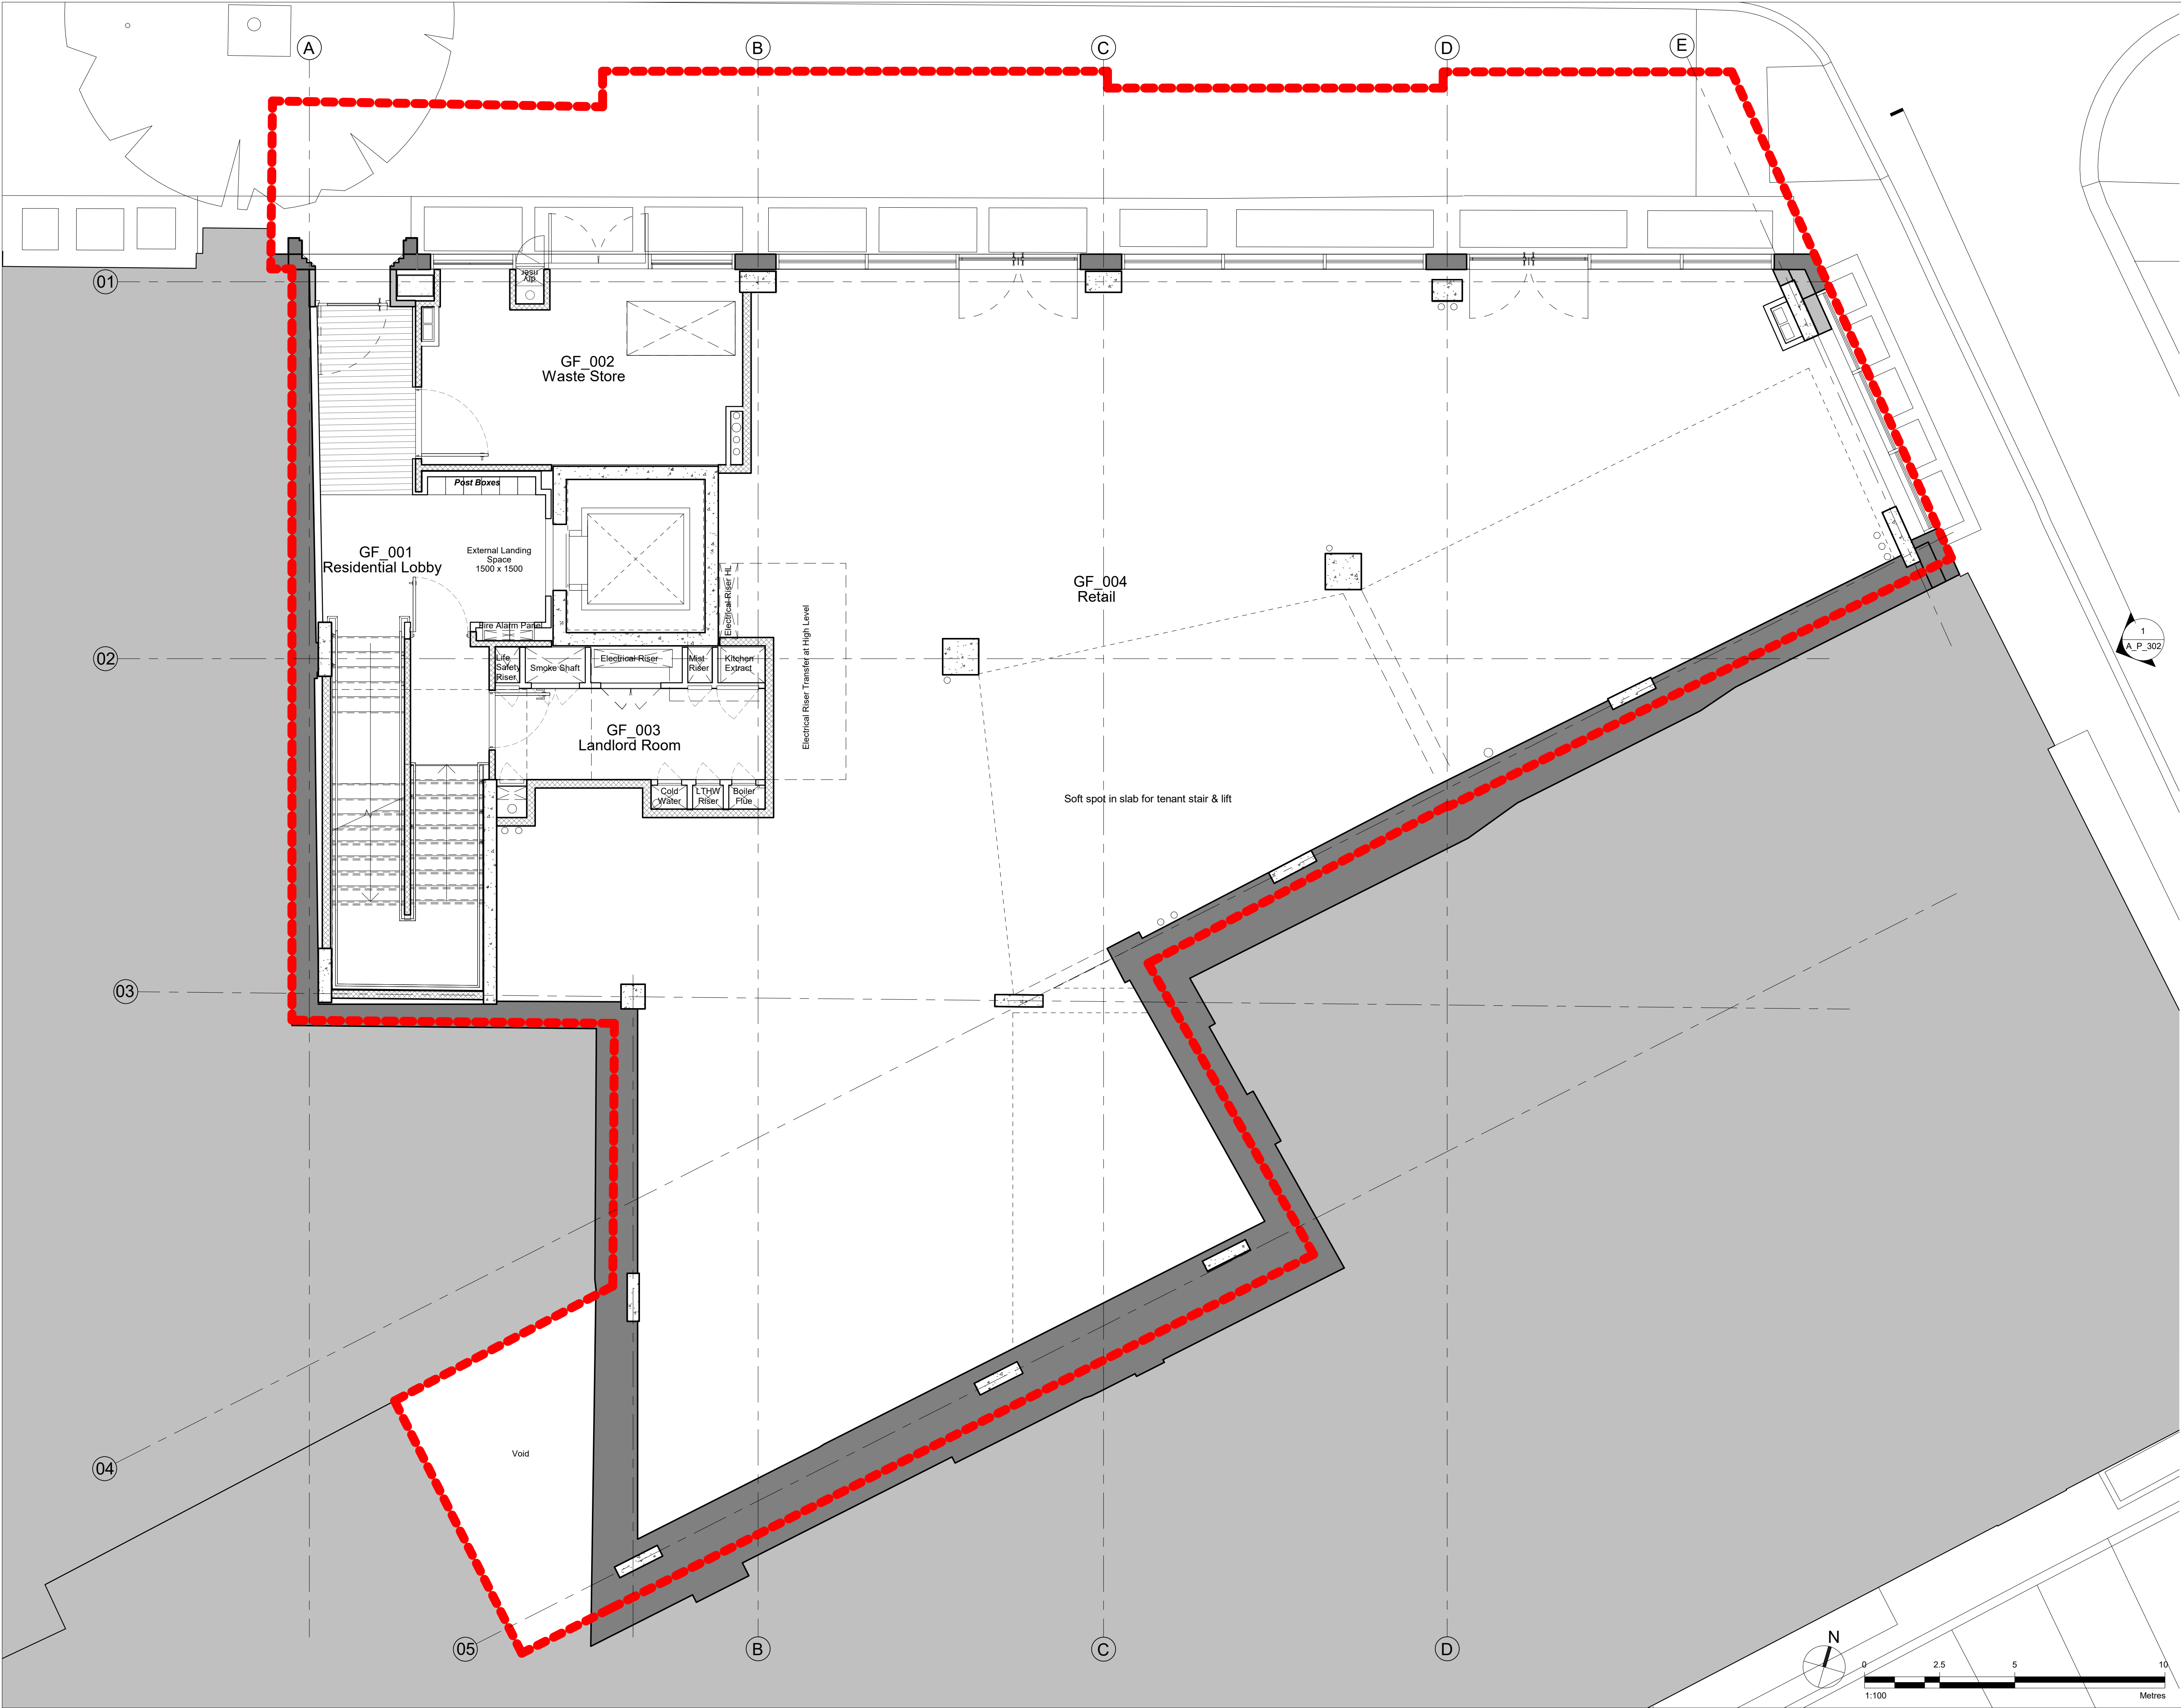 A
B
C
D
E
01
Dry
riser
GF_002
Waste Store
Post Boxes
GF_001
Residential Lobby
External Landing
Space
1500 x 1500
Fire Alarm Panel
Electrical Riser HL
Electrical Riser Transfer at High Level
GF_004
Retail
1
A_P_302
02
Life
Safety
Riser
Smoke Shaft
Electrical Riser
Mist
Riser
Kitchen
Extract
GF_003
Landlord Room
Cold
Water
LTHW
Riser
Boiler
Flue
Soft spot in slab for tenant stair & lift
03
Void
04
05
B
C
D
N
0
2.5
5
10
1:100
Metres